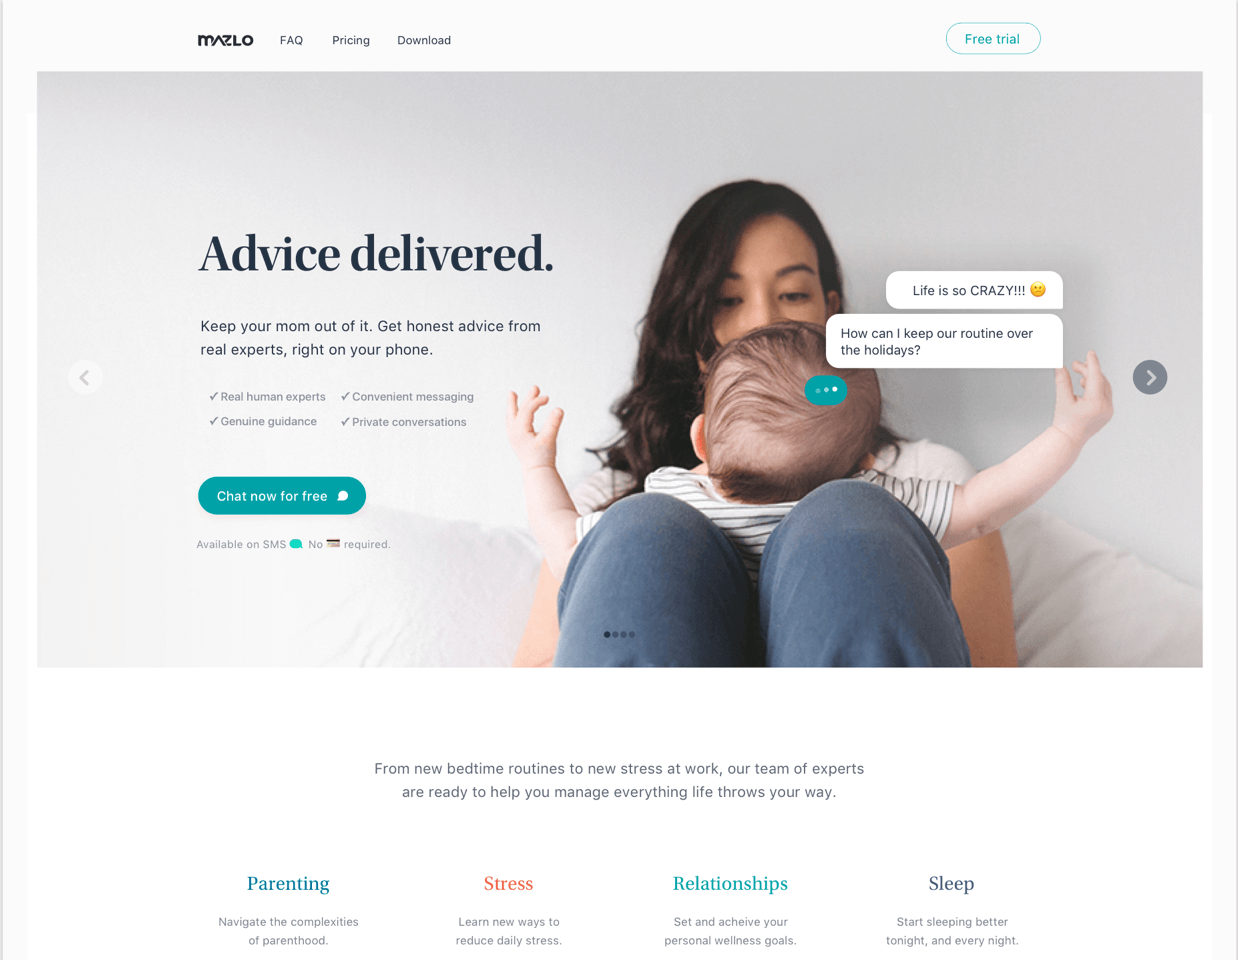 MAZLO FAQ Pricing Download Free trial
Advice delivered.
Keep your mom out of it. Get honest advice from
real experts, right on your phone.
✓ Real human experts ✓ Convenient messaging
✓ Genuine guidance ✓ Private conversations
Chat now for free
Available on SMS No 💳 required.
Life is so CRAZY!!! 😕
How can I keep our routine over
the holidays?
From new bedtime routines to new stress at work, our team of experts
are ready to help you manage everything life throws your way.
Parenting
Navigate the complexities
of parenthood.
Stress
Learn new ways to
reduce daily stress.
Relationships
Set and acheive your
personal wellness goals.
Sleep
Start sleeping better
tonight, and every night.